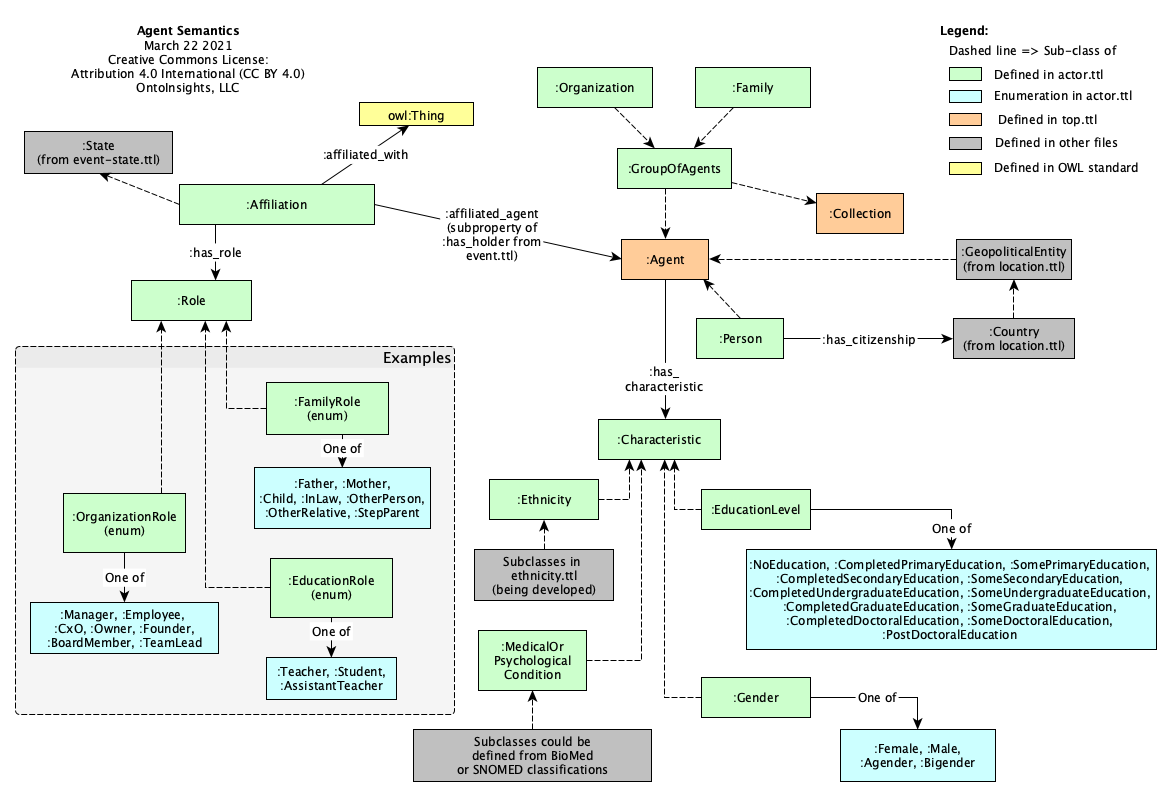 Agent Semantics
March 22 2021
Creative Commons License:
Attribution 4.0 International (CC BY 4.0)
OntoInsights, LLC
Legend:
Dashed line => Sub-class of
Defined in actor.ttl
Enumeration in actor.ttl
Defined in top.ttl
Defined in other files
Defined in OWL standard
:Organization
:Family
owl:Thing
:State
(from event-state.ttl)
:affiliated_with
:GroupOfAgents
:Affiliation
:Collection
:affiliated_agent
(subproperty of
:has_holder from
event.ttl)
:has_role
:Agent
:GeopoliticalEntity
(from location.ttl)
:Role
:Person
:has_citizenship
:Country
(from location.ttl)
Examples
:has_
characteristic
:FamilyRole
(enum)
One of
:Father, :Mother,
:Child, :InLaw, :OtherPerson,
:OtherRelative, :StepParent
:Characteristic
:OrganizationRole
(enum)
One of
:Manager, :Employee,
:CxO, :Owner, :Founder,
:BoardMember, :TeamLead
:EducationRole
(enum)
One of
:Teacher, :Student,
:AssistantTeacher
:Ethnicity
Subclasses in
ethnicity.ttl
(being developed)
:EducationLevel
One of
:NoEducation, :CompletedPrimaryEducation, :SomePrimaryEducation,
:CompletedSecondaryEducation, :SomeSecondaryEducation,
:CompletedUndergraduateEducation, :SomeUndergraduateEducation,
:CompletedGraduateEducation, :SomeGraduateEducation,
:CompletedDoctoralEducation, :SomeDoctoralEducation,
:PostDoctoralEducation
:MedicalOr
Psychological
Condition
Subclasses could be
defined from BioMed
or SNOMED classifications
:Gender
One of
:Female, :Male,
:Agender, :Bigender